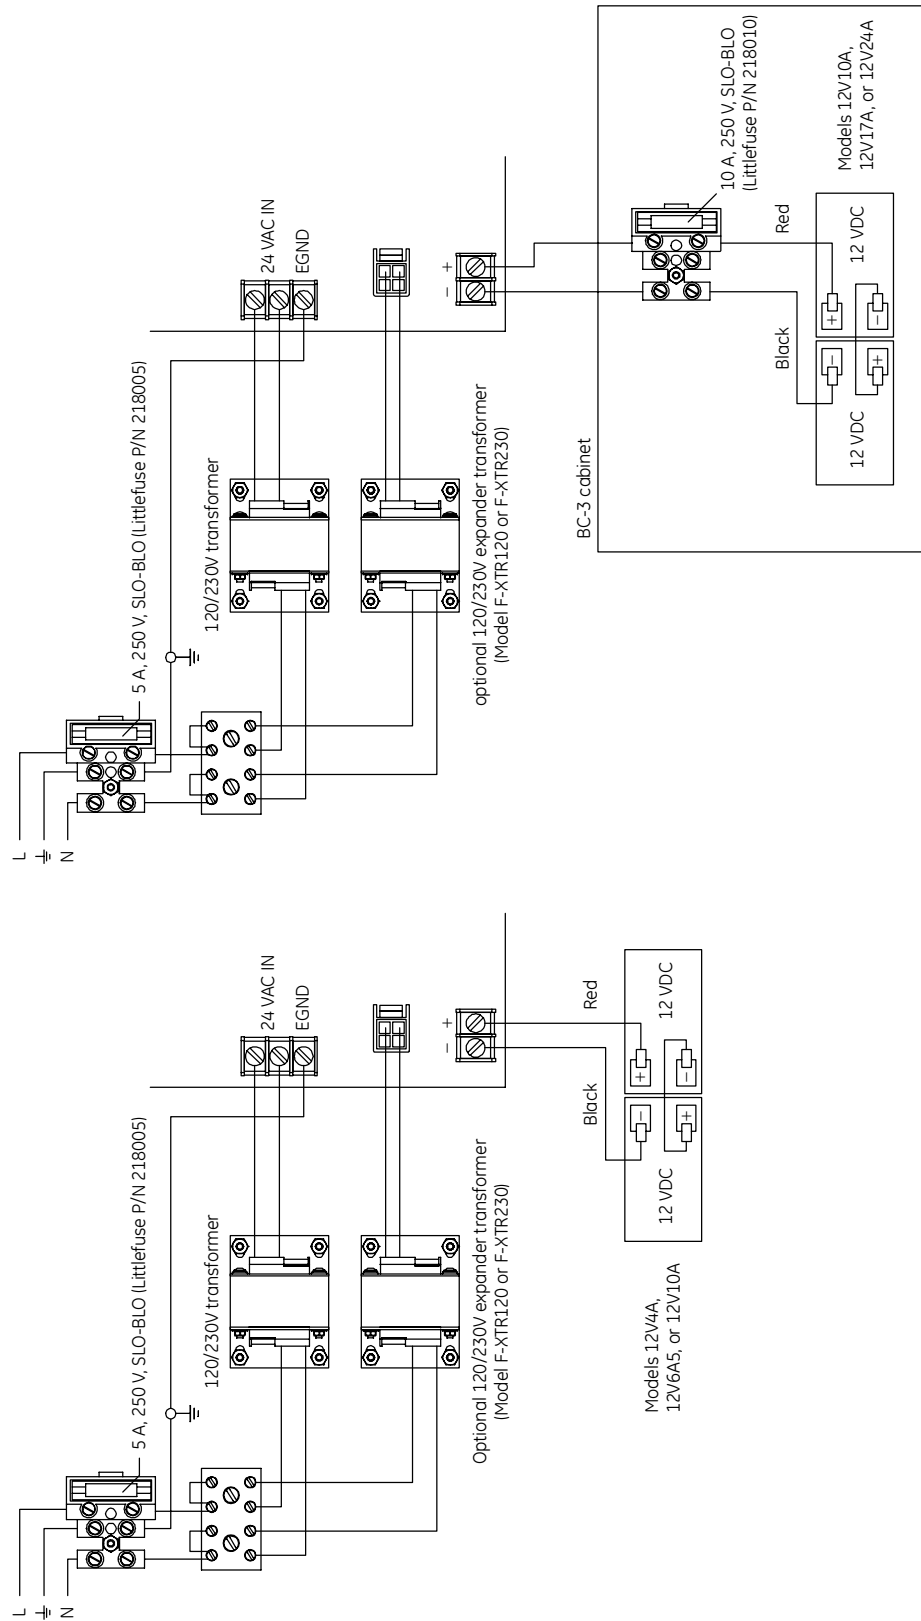 L
N
5 A, 250 V, SLO-BLO (Littlefuse P/N 218005)
120/230V transformer
24 VAC IN
EGND
Optional 120/230V expander transformer
(Model F-XTR120 or F-XTR230)
–
+
Black
Red
–
+
+
–
12 VDC
12 VDC
Models 12V4A,
12V6A5, or 12V10A
L
N
5 A, 250 V, SLO-BLO (Littlefuse P/N 218005)
120/230V transformer
24 VAC IN
EGND
optional 120/230V expander transformer
(Model F-XTR120 or F-XTR230)
–
+
BC-3 cabinet
10 A, 250 V, SLO-BLO
(Littlefuse P/N 218010)
Black
Red
–
+
+
–
12 VDC
12 VDC
Models 12V10A,
12V17A, or 12V24A